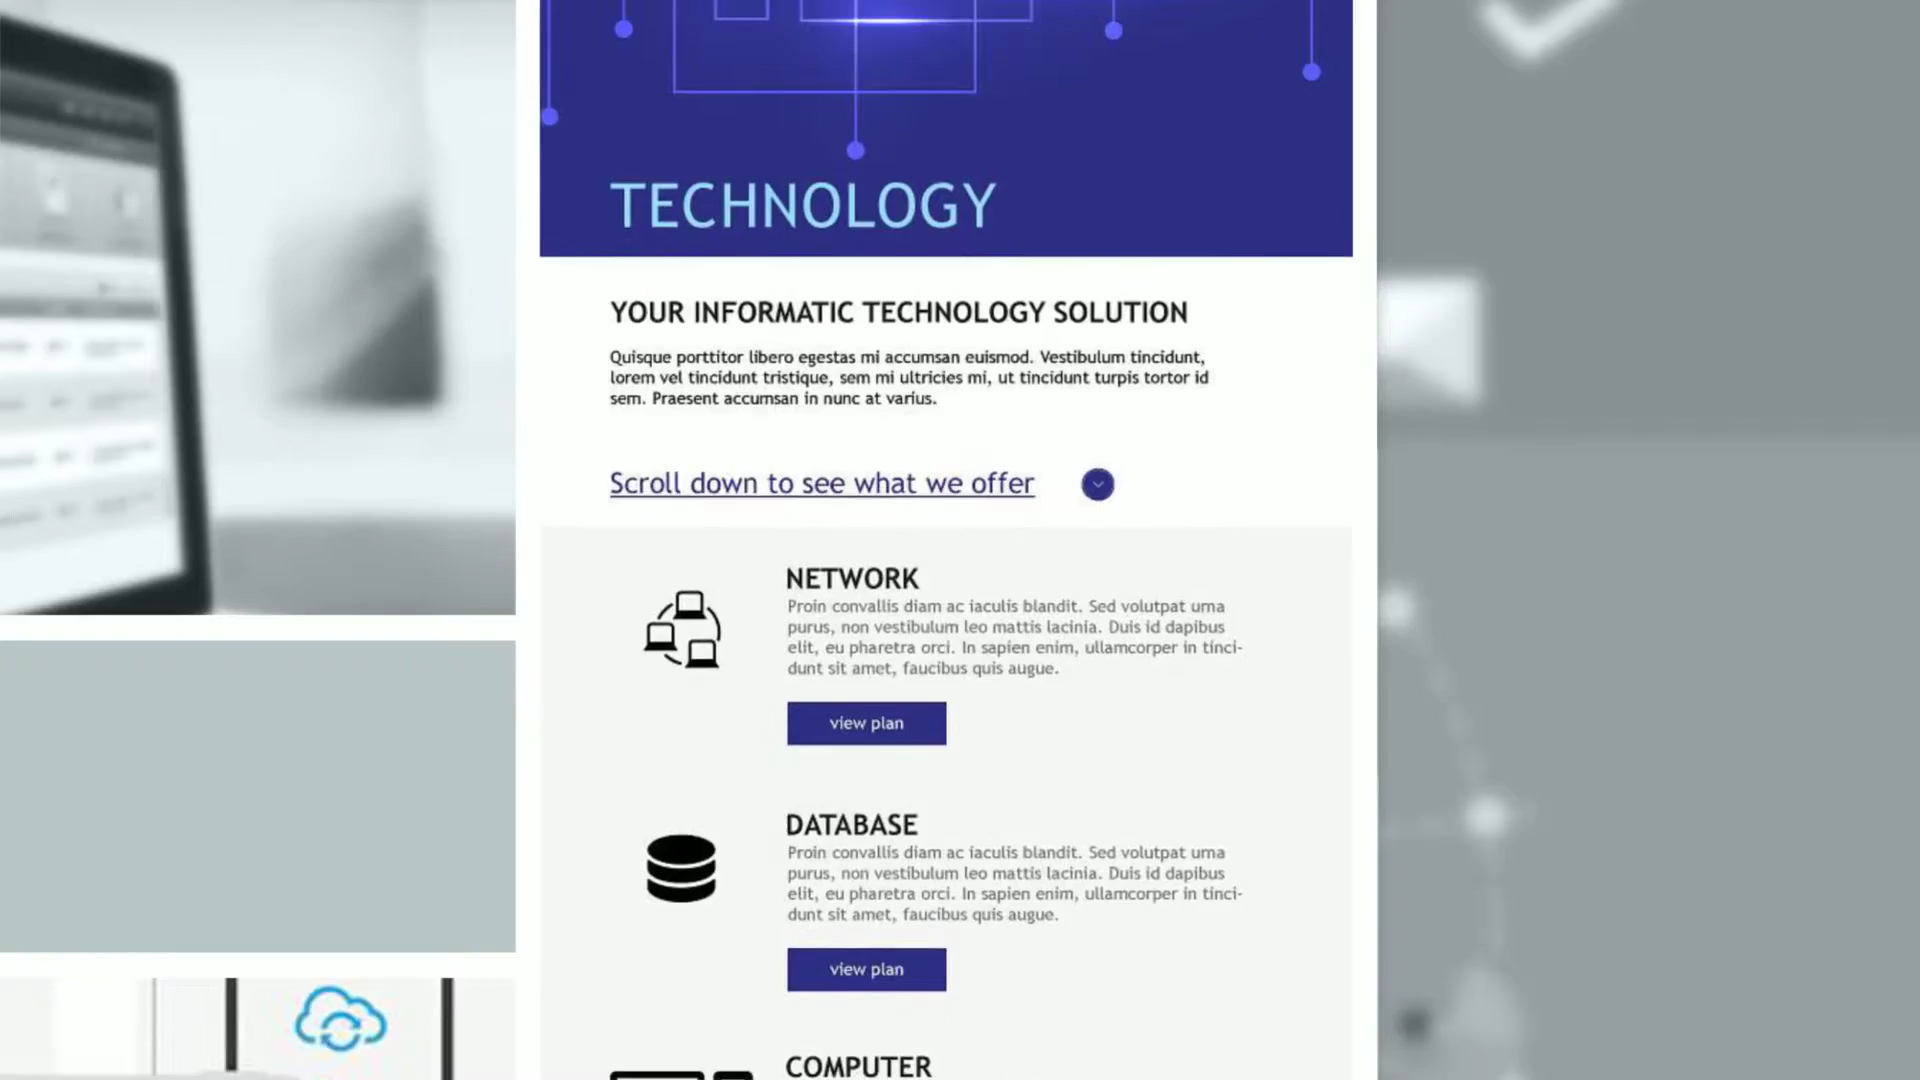 TECHNOLOGY
YOUR INFORMATIC TECHNOLOGY SOLUTION
Quisque porttitor libero egestas mi accumsan euismod. Vestibulum tincidunt,
lorem vel tincidunt tristique, sem mi ultricies mi, ut tincidunt turpis tortor id
sem. Praesent accumsan in nunc at varius.
Scroll down to see what we offer
NETWORK
Proin convallis diam ac iaculis blandit. Sed volutpat urna
purus, non vestibulum leo mattis lacinia. Duis id dapibus
elit, eu pharetra orci. In sapien enim, ullamcorper in tinci-
dunt sit amet, faucibus quis augue.
view plan
DATABASE
Proin convallis diam ac iaculis blandit. Sed volutpat urna
purus, non vestibulum leo mattis lacinia. Duis id dapibus
elit, eu pharetra orci. In sapien enim, ullamcorper in tinci-
dunt sit amet, faucibus quis augue.
view plan
COMPUTER